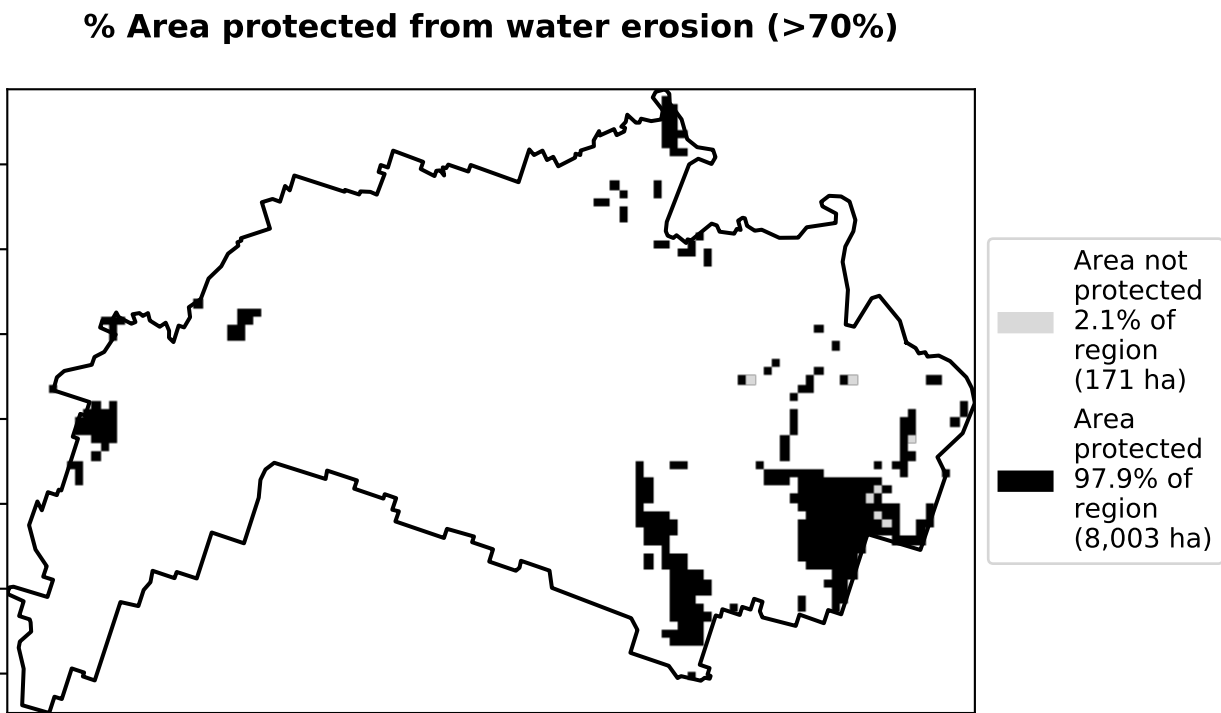 % Area protected from water erosion (>70%)
Area not
protected
2.1% of
region
(171 ha)
Area
protected
97.9% of
region
(8,003 ha)